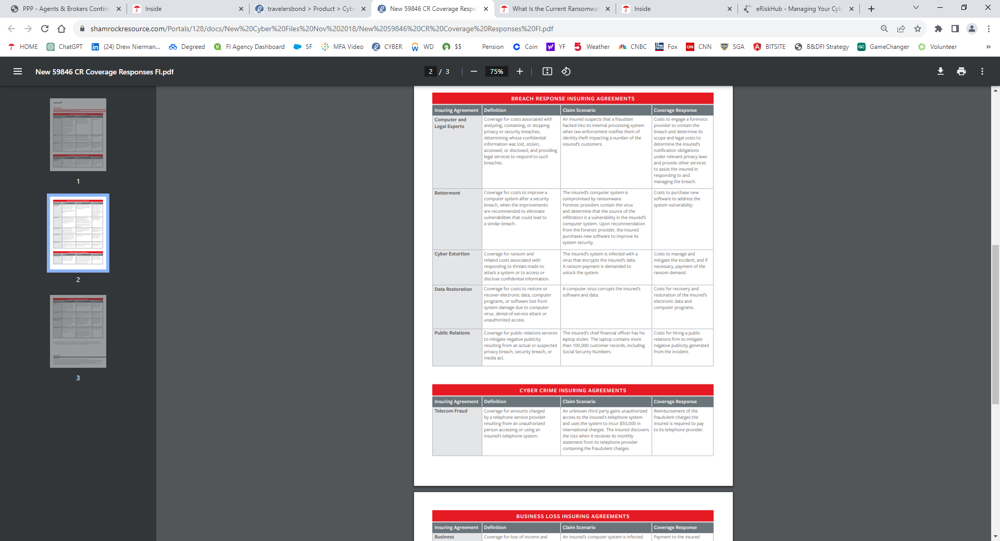 PPP - Agents & Brokers Contin
Inside
travelersbond > Product > Cyb
New 59846 CR Coverage Respo
What Is the Current Ransomwa
Inside
eRiskHub - Managing Your Cyb
shamrockresource.com/Portals/128/docs/New%20Cyber%20Files%20Nov%202018/New%2059846%20CR%20Coverage%20Responses%20FI.pdf
HOME
ChatGPT
(24) Drew Nierman...
Degreed
FI Agency Dashboard
SF
MFA Video
CYBER
WD
$$
Pension
Coin
YF
Weather
CNBC
Fox
CNN
SGA
BITSITE
B&DFI Strategy
GameChanger
Volunteer
New 59846 CR Coverage Responses FI.pdf
2 / 3
75%
1
2
3
BREACH RESPONSE INSURING AGREEMENTS
Insuring Agreement
Definition
Claim Scenario
Coverage Response
Computer and
Legal Experts
Coverage for costs associated with
analyzing, containing, or stopping
privacy or security breaches;
determining whose confidential
information was lost, stolen,
accessed, or disclosed; and providing
legal services to respond to such
breaches.
An insured suspects that a fraudster
hacked into its internal processing system
when law enforcement notifies them of
identity theft impacting a number of the
insured's customers.
Costs to engage a forensics
provider to contain the
breach and determine its
scope and legal costs to
determine the insured's
notification obligations
under relevant privacy laws
and provide other services
to assist the insured in
responding to and
managing the breach.
Betterment
Coverage for costs to improve a
computer system after a security
breach, when the improvements
are recommended to eliminate
vulnerabilities that could lead to
a similar breach.
The insured's computer system is
compromised by ransomware.
Forensic providers contain the virus
and determine that the source of the
infiltration is a vulnerability in the insured's
computer system. Upon recommendation
from the forensic provider, the insured
purchases new software to improve its
system security.
Costs to purchase new
software to address the
system vulnerability.
Cyber Extortion
Coverage for ransom and
related costs associated with
responding to threats made to
attack a system or to access or
disclose confidential information.
The insured's system is infected with a
virus that encrypts the insured's data.
A ransom payment is demanded to
unlock the system.
Costs to manage and
mitigate the incident, and if
necessary, payment of the
ransom demand.
Data Restoration
Coverage for costs to restore or
recover electronic data, computer
programs, or software lost from
system damage due to computer
virus, denial-of-service attack or
unauthorized access.
A computer virus corrupts the insured's
software and data.
Costs for recovery and
restoration of the insured's
electronic data and
computer programs.
Public Relations
Coverage for public relations services
to mitigate negative publicity
resulting from an actual or suspected
privacy breach, security breach, or
media act.
The insured's chief financial officer has his
laptop stolen. The laptop contains more
than 100,000 customer records, including
Social Security Numbers.
Costs for hiring a public
relations firm to mitigate
negative publicity generated
from the incident.
CYBER CRIME INSURING AGREEMENTS
Insuring Agreement
Definition
Claim Scenario
Coverage Response
Telecom Fraud
Coverage for amounts charged
by a telephone service provider
resulting from an unauthorized
person accessing or using an
insured's telephone system.
An unknown third party gains unauthorized
access to the insured's telephone system
and uses the system to incur $50,000 in
international charges. The insured discovers
the loss when it receives its monthly
statement from its telephone provider
containing the fraudulent charges.
Reimbursement of the
fraudulent charges the
insured is required to pay
to its telephone provider.
BUSINESS LOSS INSURING AGREEMENTS
Insuring Agreement
Definition
Claim Scenario
Coverage Response
Business
Coverage for loss of income and
An insured's computer system is infected
Payment to the insured